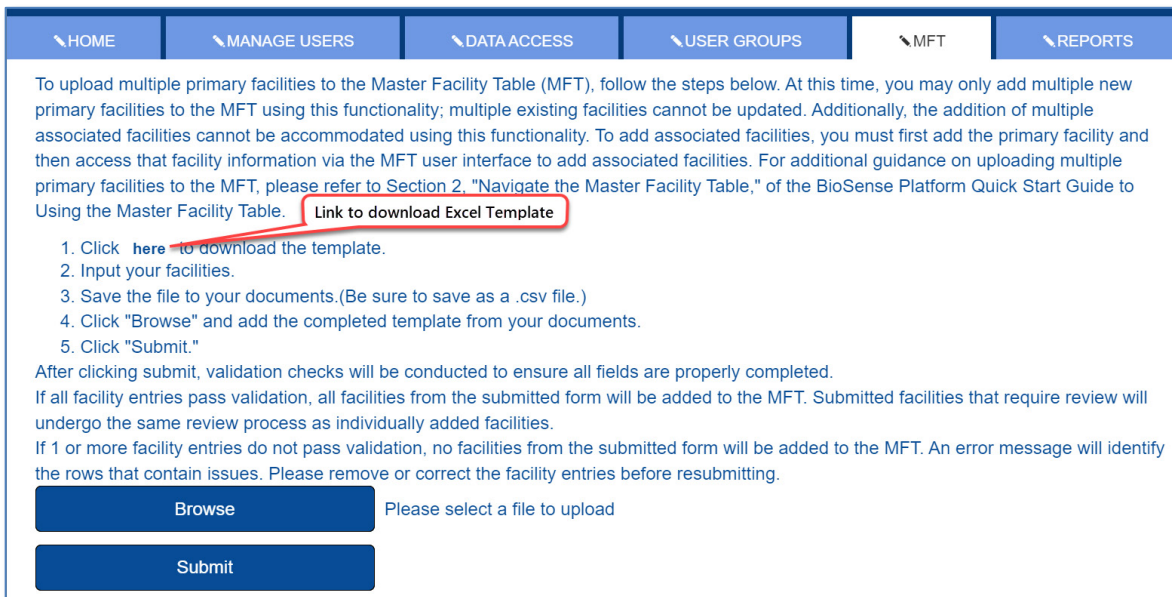 HOME MANAGE USERS DATA ACCESS USER GROUPS MFT REPORTS
To upload multiple primary facilities to the Master Facility Table (MFT), follow the steps below. At this time, you may only add multiple new
primary facilities to the MFT using this functionality; multiple existing facilities cannot be updated. Additionally, the addition of multiple
associated facilities cannot be accommodated using this functionality. To add associated facilities, you must first add the primary facility and
then access that facility information via the MFT user interface to add associated facilities. For additional guidance on uploading multiple
primary facilities to the MFT, please refer to Section 2, "Navigate the Master Facility Table," of the BioSense Platform Quick Start Guide to
Using the Master Facility Table.
Link to download Excel Template
1. Click here to download the template.
2. Input your facilities.
3. Save the file to your documents.(Be sure to save as a .csv file.)
4. Click "Browse" and add the completed template from your documents.
5. Click "Submit."
After clicking submit, validation checks will be conducted to ensure all fields are properly completed.
If all facility entries pass validation, all facilities from the submitted form will be added to the MFT. Submitted facilities that require review will
undergo the same review process as individually added facilities.
If 1 or more facility entries do not pass validation, no facilities from the submitted form will be added to the MFT. An error message will identify
the rows that contain issues. Please remove or correct the facility entries before resubmitting.
Browse Please select a file to upload
Submit